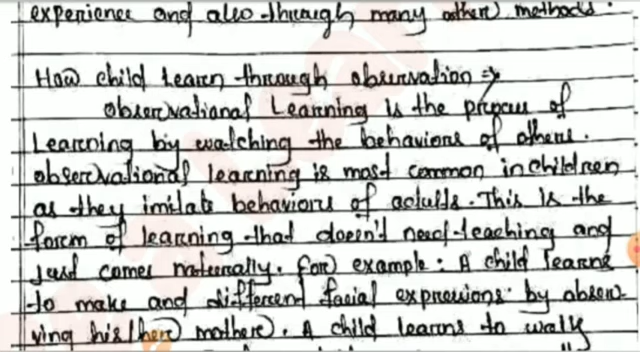 experience and also through many other methods.
How child learn through observation ⇒
observational Learning is the process of
Learning by watching the behaviors of others.
observational learning is most common in children
as they imitate behaviors of adults. This is the
form of learning that doesn't need teaching and
just comes naturally. for example: A child learns
to make and different facial expressions by obser-
ving his/her mother. A child learns to walk